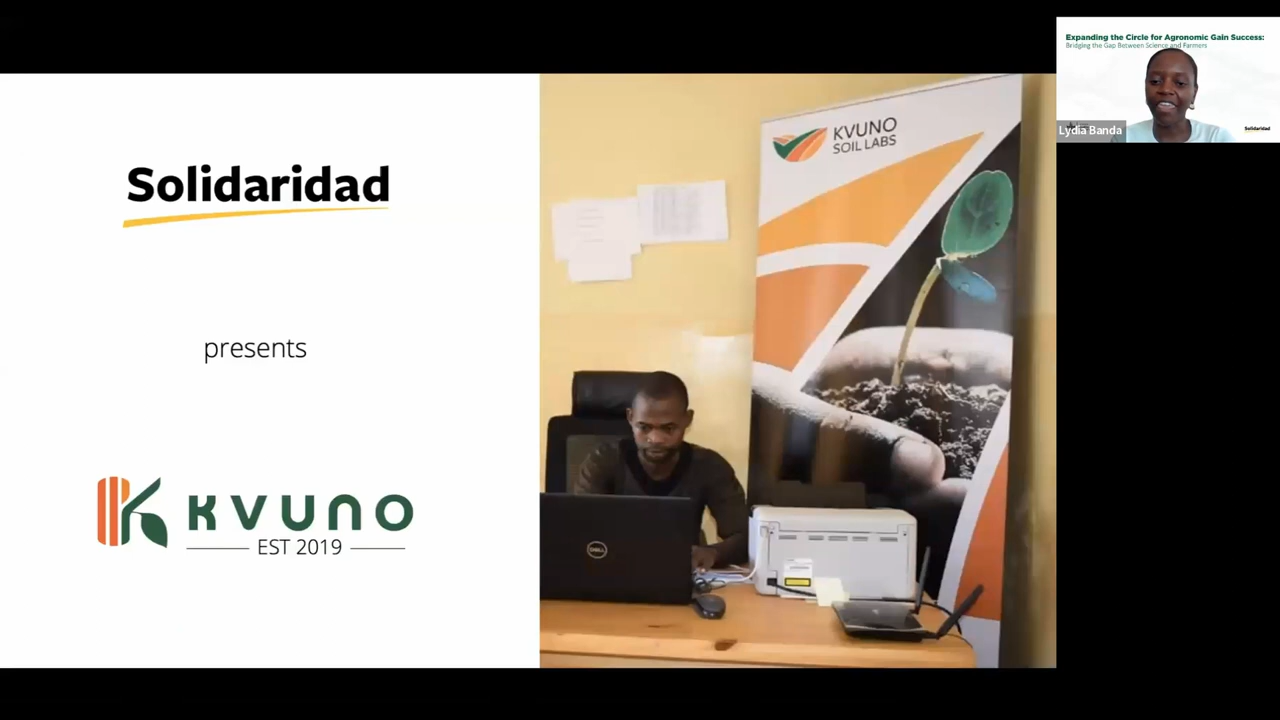 Solidaridad
presents
KVUNO
EST 2019
KVUNO
SOIL LABS
DELL
Expanding the Circle for Agronomic Gain Success:
Bridging the Gap Between Science and Farmers
Lydia Banda
Solidaridad